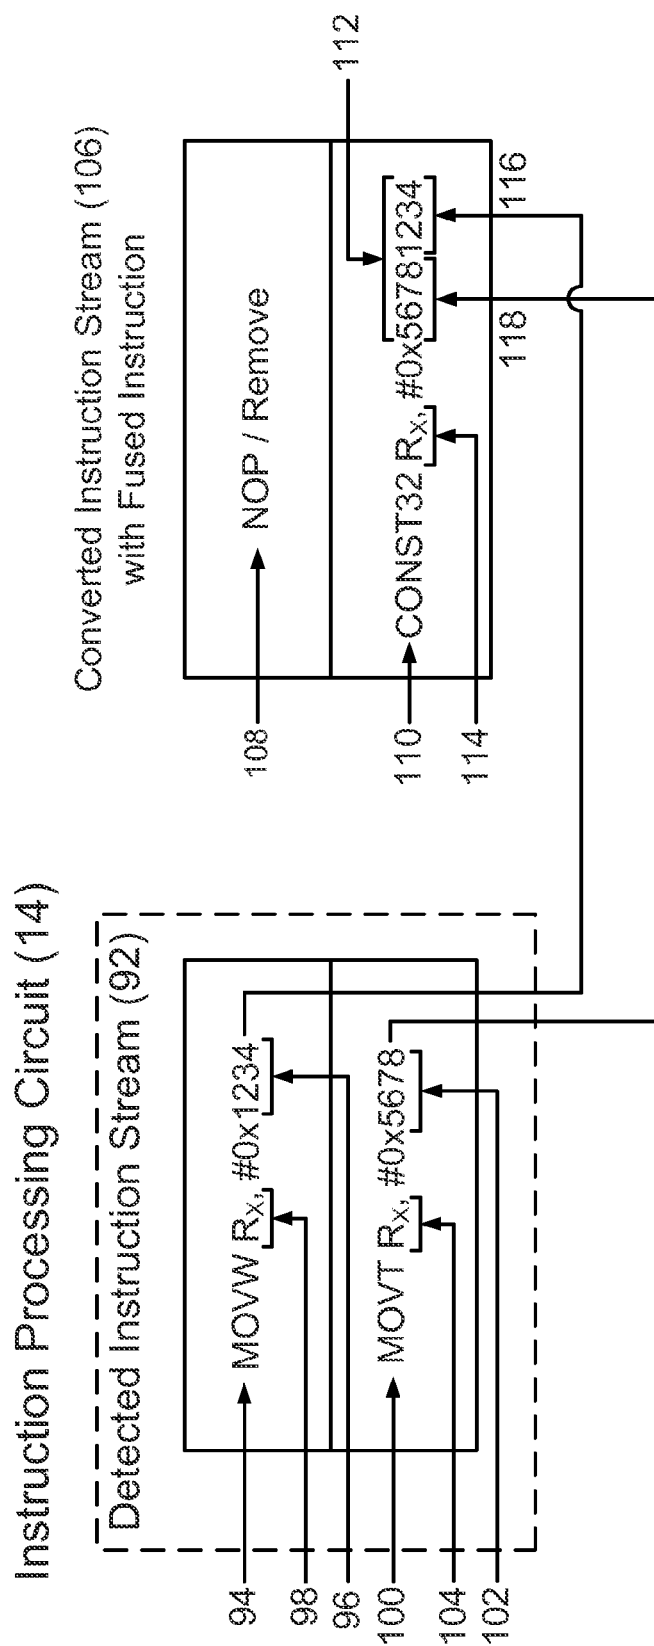 Instruction Processing Circuit (14)
Detected Instruction Stream (92)
94
MOVW Rx, #0x1234
98
96
100
MOVT Rx, #0x5678
104
102
Converted Instruction Stream (106)
with Fused Instruction
108
NOP / Remove
112
110
CONST32 Rx, #0x56781234
114
118
116